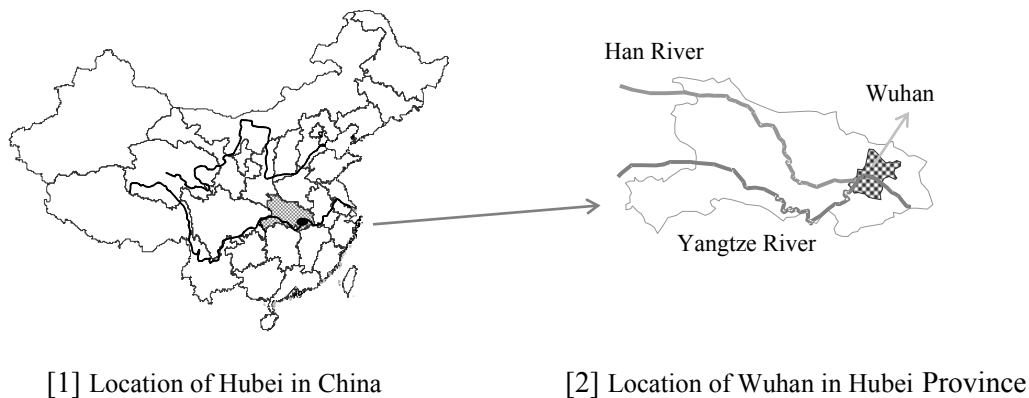 Han River
Wuhan
Yangtze River
[1] Location of Hubei in China
[2] Location of Wuhan in Hubei Province